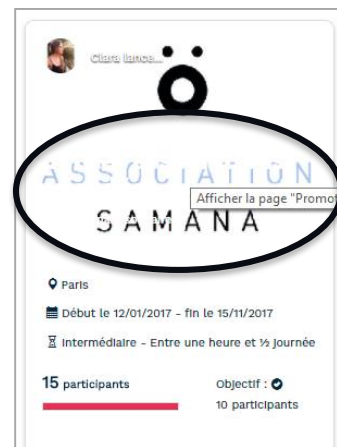 Clara lance...
ASSOCIATION
Afficher la page "Promo
SAMANA
Paris
Début le 12/01/2017 - fin le 15/11/2017
Intermédiaire - Entre une heure et ½ journée
15 participants
Objectif :
10 participants